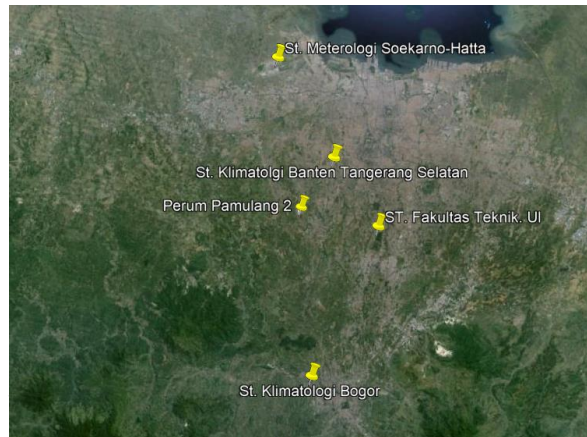 St. Meterologi Soekarno-Hatta
St. Klimatolgi Banten Tangerang Selatan
Perum Pamulang 2
ST. Fakultas Teknik. UI
St. Klimatologi Bogor